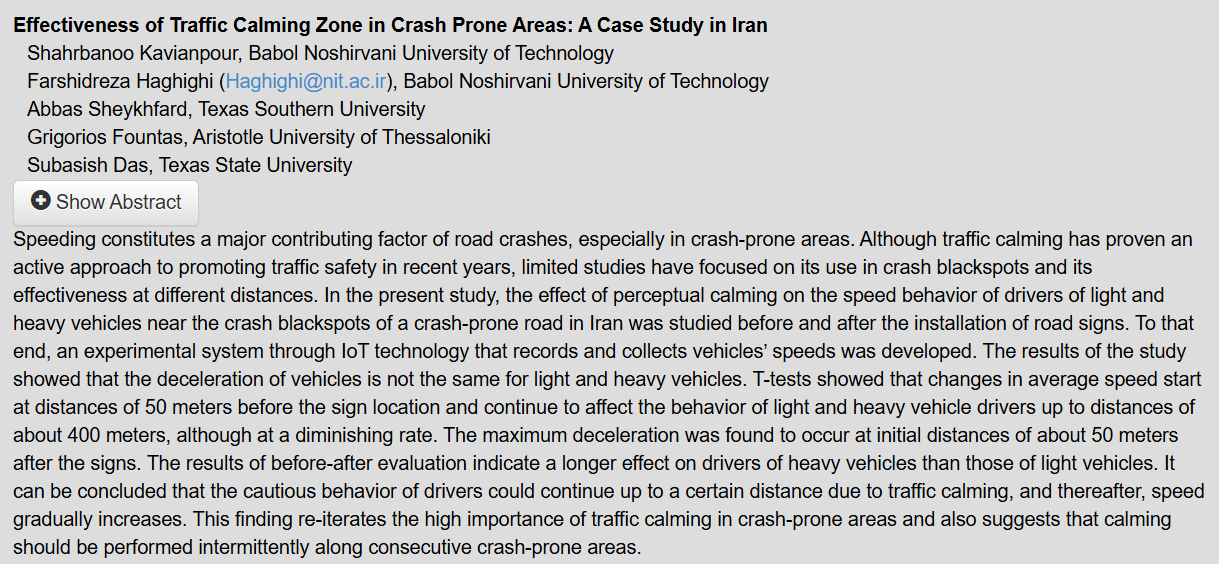 Effectiveness of Traffic Calming Zone in Crash Prone Areas: A Case Study in Iran
Shahrbanoo Kavianpour, Babol Noshirvani University of Technology
Farshidreza Haghighi (Haghighi@nit.ac.ir), Babol Noshirvani University of Technology
Abbas Sheykhfard, Texas Southern University
Grigorios Fountas, Aristotle University of Thessaloniki
Subasish Das, Texas State University
Show Abstract
Speeding constitutes a major contributing factor of road crashes, especially in crash-prone areas. Although traffic calming has proven an
active approach to promoting traffic safety in recent years, limited studies have focused on its use in crash blackspots and its
effectiveness at different distances. In the present study, the effect of perceptual calming on the speed behavior of drivers of light and
heavy vehicles near the crash blackspots of a crash-prone road in Iran was studied before and after the installation of road signs. To that
end, an experimental system through IoT technology that records and collects vehicles’ speeds was developed. The results of the study
showed that the deceleration of vehicles is not the same for light and heavy vehicles. T-tests showed that changes in average speed start
at distances of 50 meters before the sign location and continue to affect the behavior of light and heavy vehicle drivers up to distances of
about 400 meters, although at a diminishing rate. The maximum deceleration was found to occur at initial distances of about 50 meters
after the signs. The results of before-after evaluation indicate a longer effect on drivers of heavy vehicles than those of light vehicles. It
can be concluded that the cautious behavior of drivers could continue up to a certain distance due to traffic calming, and thereafter, speed
gradually increases. This finding re-iterates the high importance of traffic calming in crash-prone areas and also suggests that calming
should be performed intermittently along consecutive crash-prone areas.